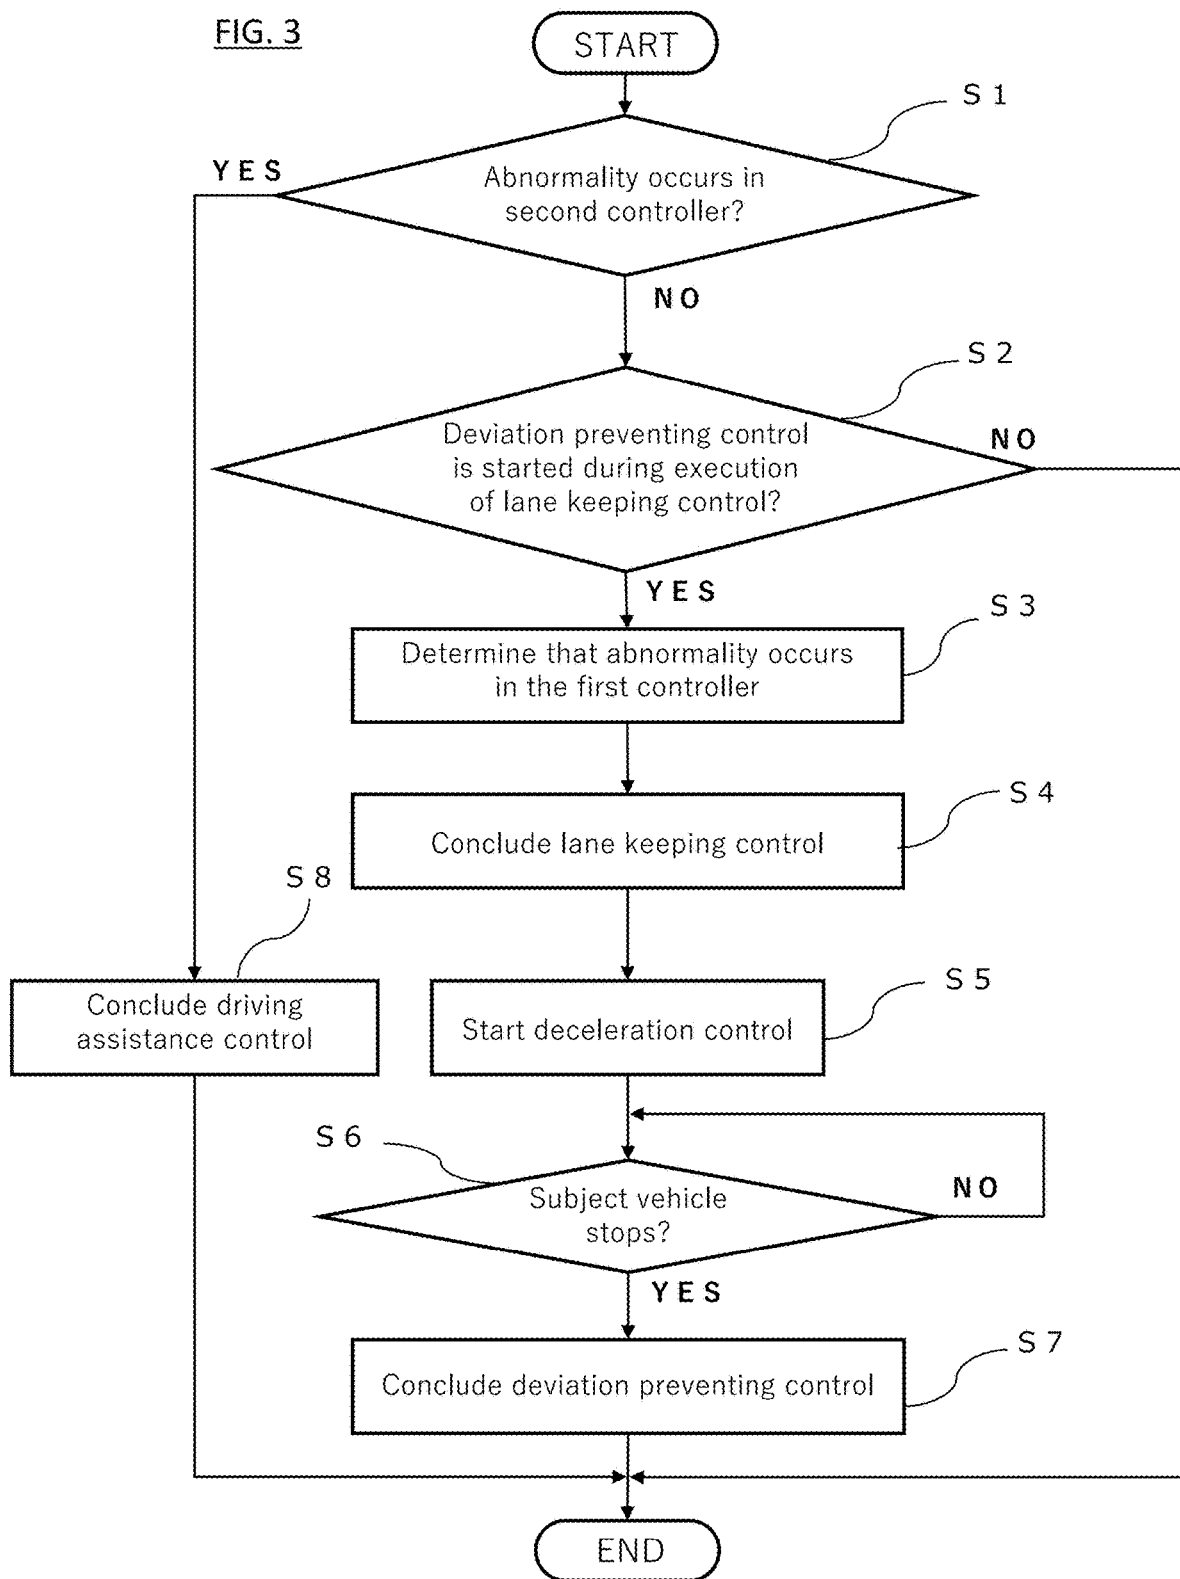 FIG. 3
START
S 1
YES
Abnormality occurs in
second controller?
NO
S 2
Deviation preventing control
is started during execution
of lane keeping control?
NO
YES
S 3
Determine that abnormality occurs
in the first controller
S 4
Conclude lane keeping control
S 8
Conclude driving
assistance control
S 5
Start deceleration control
S 6
Subject vehicle
stops?
NO
YES
S 7
Conclude deviation preventing control
END